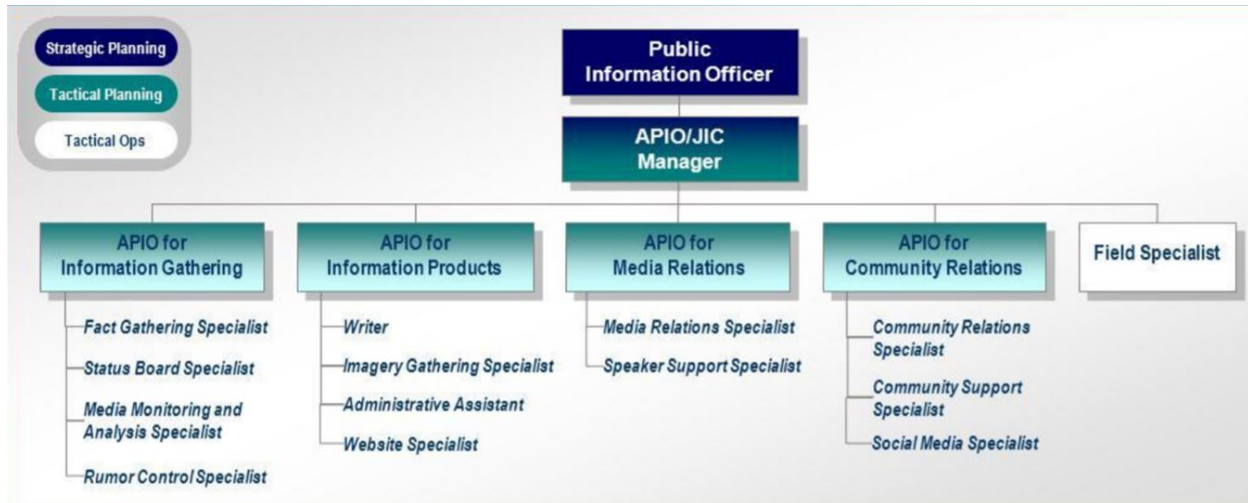 Strategic Planning
Tactical Planning
Tactical Ops
Public
Information Officer
APIO/JIC
Manager
APIO for
Information Gathering
Fact Gathering Specialist
Status Board Specialist
Media Monitoring and
Analysis Specialist
Rumor Control Specialist
APIO for
Information Products
Writer
Imagery Gathering Specialist
Administrative Assistant
Website Specialist
APIO for
Media Relations
Media Relations Specialist
Speaker Support Specialist
APIO for
Community Relations
Community Relations
Specialist
Community Support
Specialist
Social Media Specialist
Field Specialist